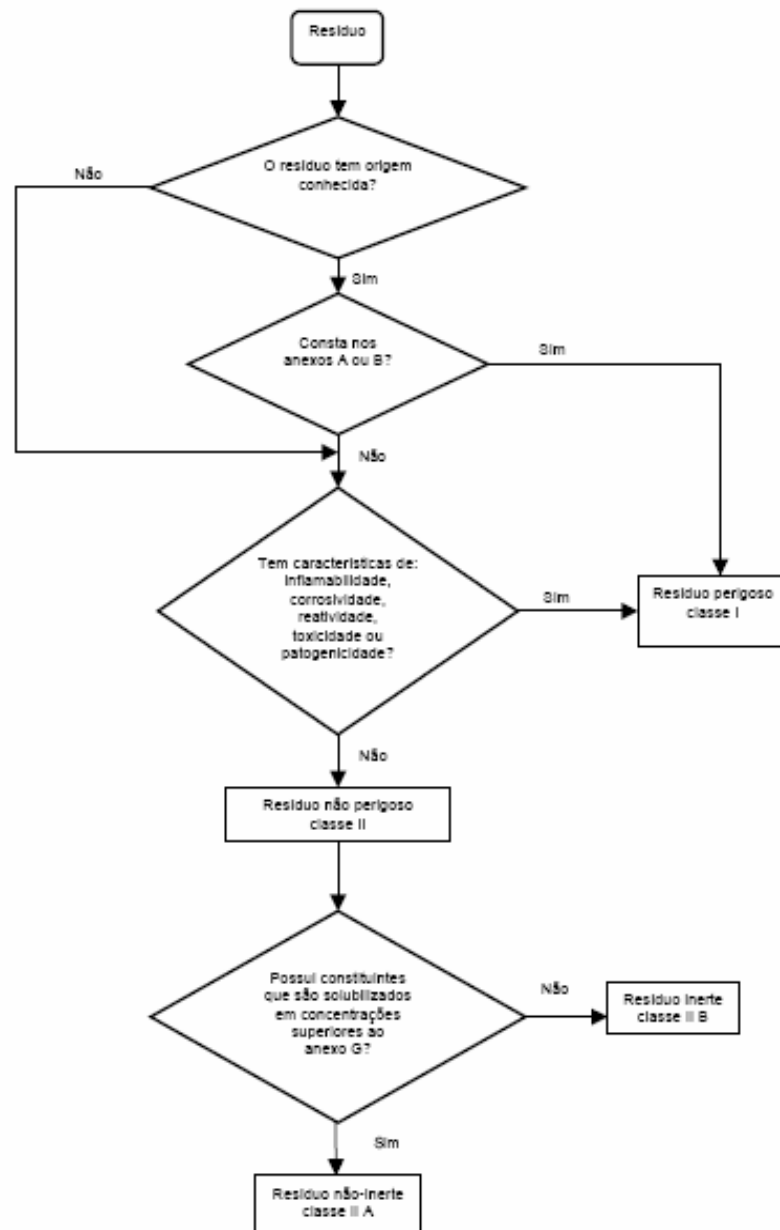 Resíduo
O resíduo tem origem
conhecida?
Não
Sim
Consta nos
anexos A ou B?
Sim
Não
Tem características de:
inflamabilidade,
corrosividade,
reatividade,
toxicidade ou
patogenicidade?
Sim
Resíduo perigoso
classe I
Não
Resíduo não perigoso
classe II
Possui constituintes
que são solubilizados
em concentrações
superiores ao
anexo G?
Não
Resíduo inerte
classe II B
Sim
Resíduo não-inerte
classe II A